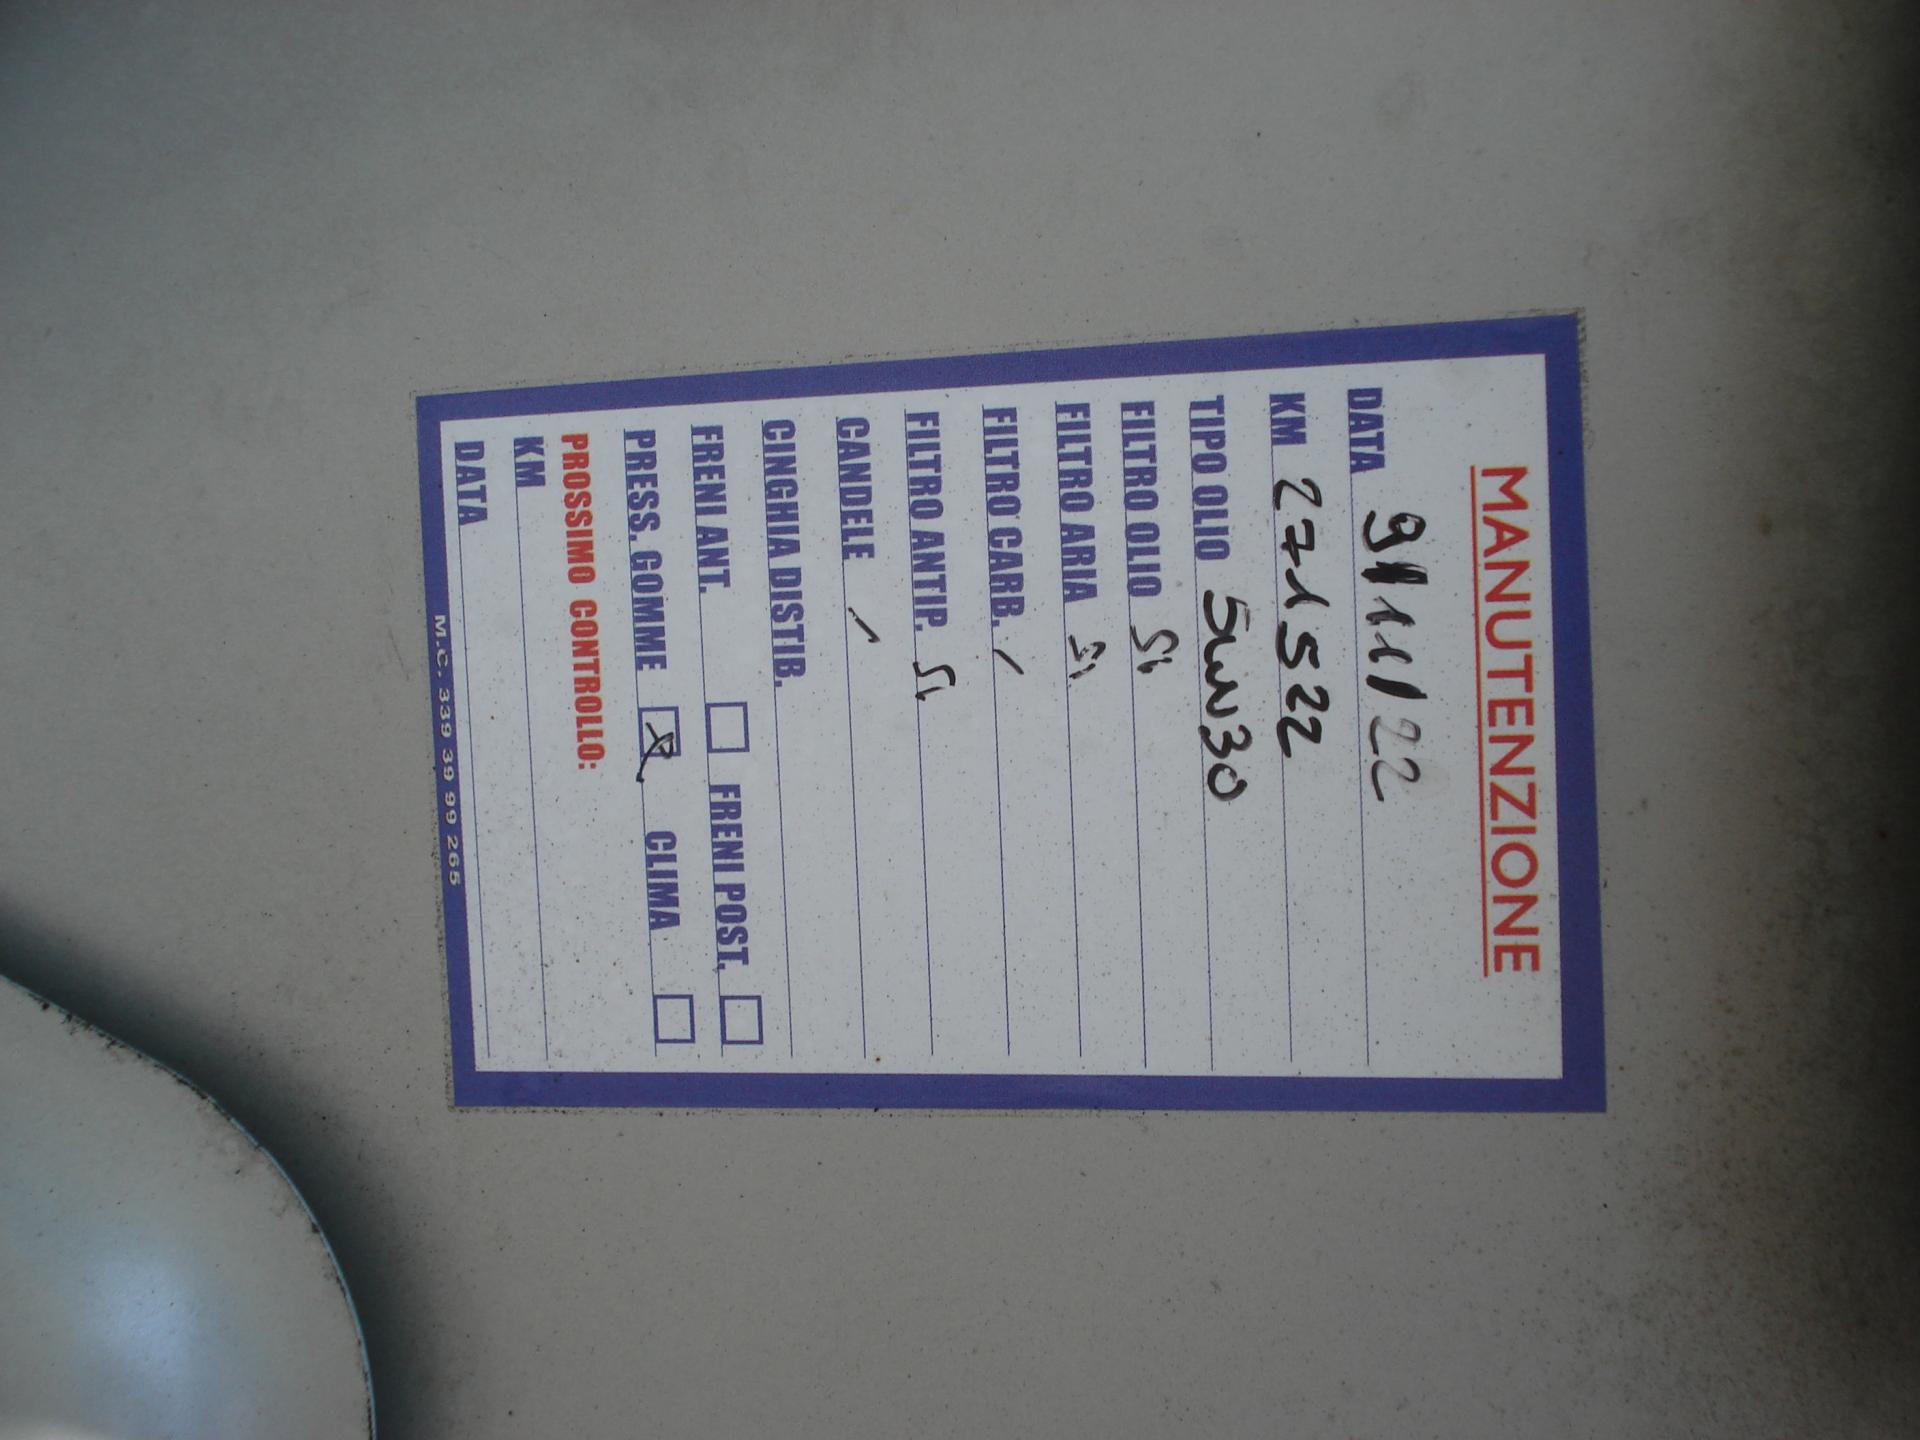 MANUTENZIONE
DATA 9/11/22
KM 271522
TIPO OLIO 5W30
FILTRO OLIO SI
FILTRO ARIA SI
FILTRO CARB. /
FILTRO ANTIP. SI
CANDELE /
CINGHIA DISTIB.
FRENI ANT. FRENI POST.
PRESS. GOMME X CLIMA
PROSSIMO CONTROLLO:
KM
DATA
M.C. 339 39 99 265